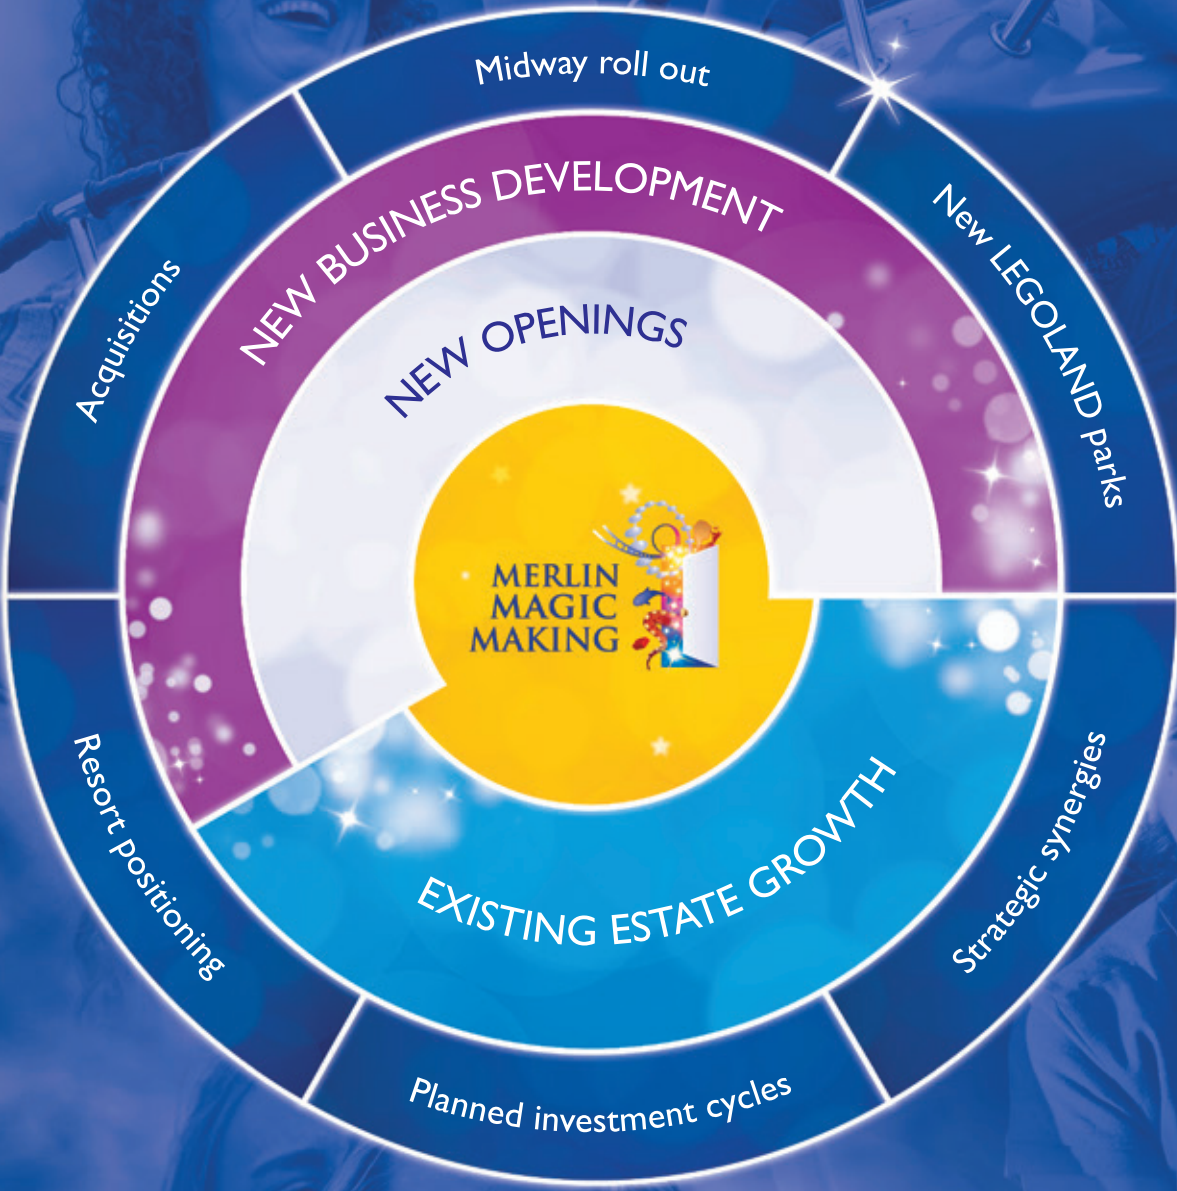 Midway roll out
New LEGOLAND parks
Acquisitions
NEW BUSINESS DEVELOPMENT
NEW OPENINGS
MERLIN
MAGIC
MAKING
EXISTING ESTATE GROWTH
Resort positioning
Strategic synergies
Planned investment cycles